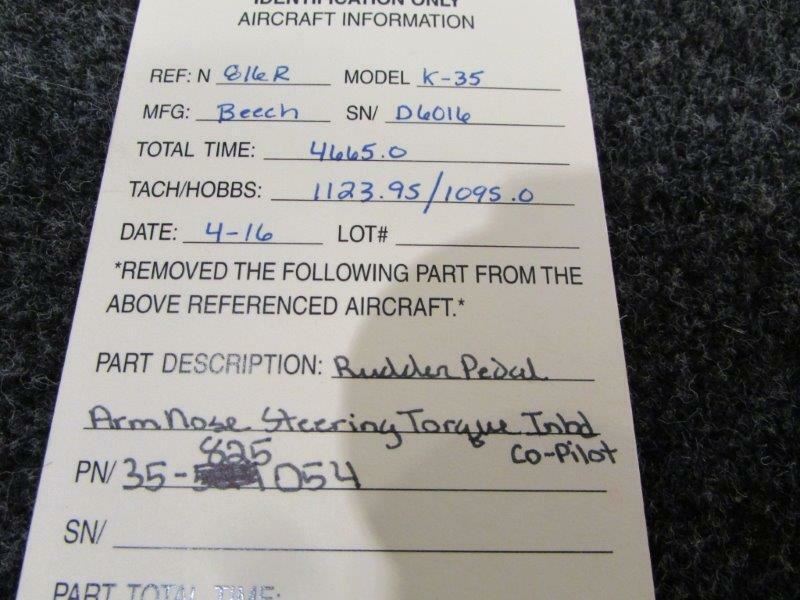 IDENTIFICATION ONLY
AIRCRAFT INFORMATION
REF: N 816R MODEL K-35
MFG: Beech SN/ D6016
TOTAL TIME: 4665.0
TACH/HOBBS: 1123.95/1095.0
DATE: 4-16 LOT#
*REMOVED THE FOLLOWING PART FROM THE
ABOVE REFERENCED AIRCRAFT.*
PART DESCRIPTION: Rudder Pedal
Arm Nose Steering Torque Inbd
Co-Pilot
825
PN/ 35- 054
SN/
PART TOTAL TIME: